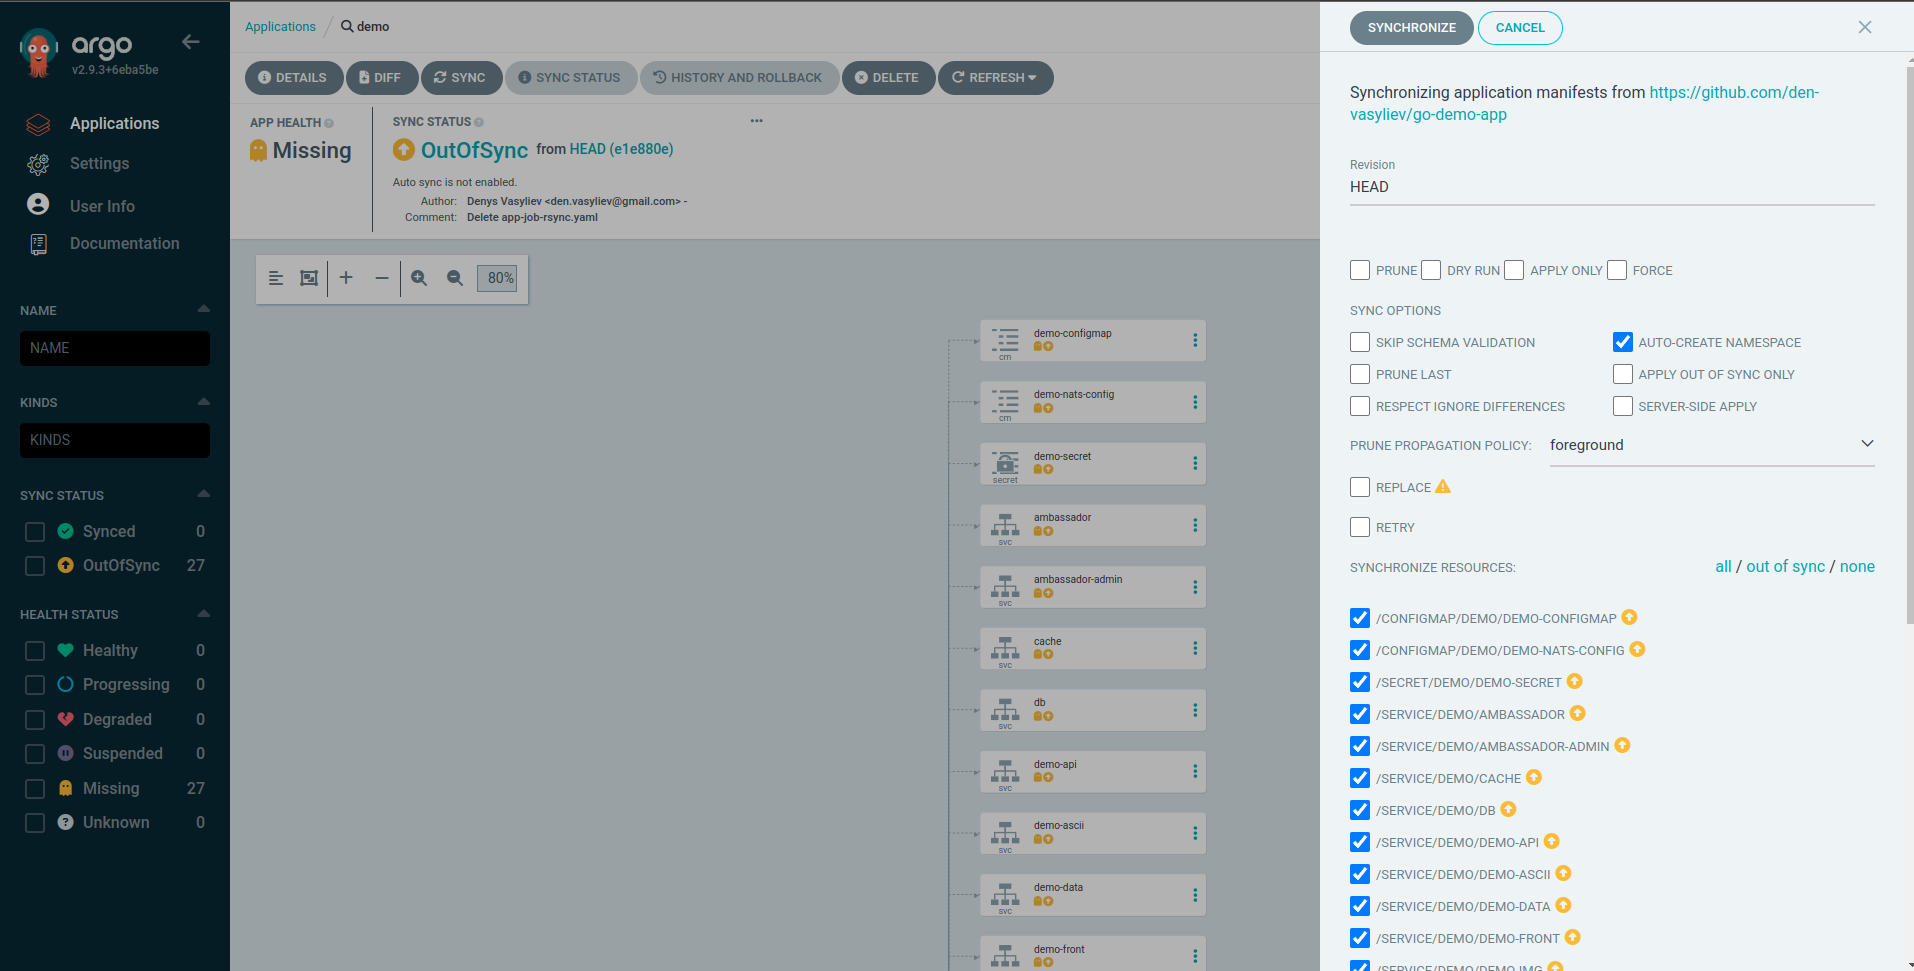 argo
v2.9.3+6eba5be
Applications
Settings
User Info
Documentation
NAME
NAME
KINDS
KINDS
SYNC STATUS
Synced 0
OutOfSync 27
HEALTH STATUS
Healthy 0
Progressing 0
Degraded 0
Suspended 0
Missing 27
Unknown 0
Applications / demo
DETAILS DIFF SYNC SYNC STATUS HISTORY AND ROLLBACK DELETE REFRESH
APP HEALTH
Missing
SYNC STATUS
OutOfSync from HEAD (e1e880e)
Auto sync is not enabled.
Author: Denys Vasyliev <den.vasyliev@gmail.com> -
Comment: Delete app-job-rsync.yaml
80%
demo-configmap
cm
demo-nats-config
cm
demo-secret
secret
ambassador
svc
ambassador-admin
svc
cache
svc
db
svc
demo-api
svc
demo-ascii
svc
demo-data
svc
demo-front
SYNCHRONIZE CANCEL
Synchronizing application manifests from https://github.com/den-
vasyliev/go-demo-app
Revision
HEAD
PRUNE DRY RUN APPLY ONLY FORCE
SYNC OPTIONS
SKIP SCHEMA VALIDATION AUTO-CREATE NAMESPACE
PRUNE LAST APPLY OUT OF SYNC ONLY
RESPECT IGNORE DIFFERENCES SERVER-SIDE APPLY
PRUNE PROPAGATION POLICY: foreground
REPLACE
RETRY
SYNCHRONIZE RESOURCES: all / out of sync / none
/CONFIGMAP/DEMO/DEMO-CONFIGMAP
/CONFIGMAP/DEMO/DEMO-NATS-CONFIG
/SECRET/DEMO/DEMO-SECRET
/SERVICE/DEMO/AMBASSADOR
/SERVICE/DEMO/AMBASSADOR-ADMIN
/SERVICE/DEMO/CACHE
/SERVICE/DEMO/DB
/SERVICE/DEMO/DEMO-API
/SERVICE/DEMO/DEMO-ASCII
/SERVICE/DEMO/DEMO-DATA
/SERVICE/DEMO/DEMO-FRONT
/SERVICE/DEMO/DEMO-IMG